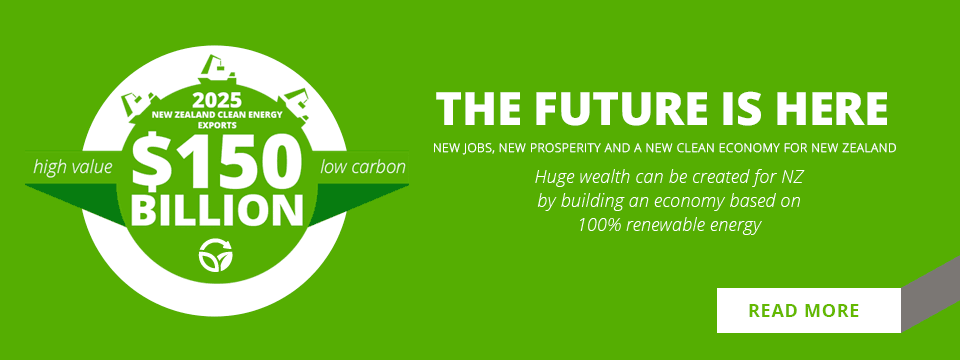 2025
NEW ZEALAND CLEAN ENERGY
EXPORTS
$150
BILLION
high value
low carbon
THE FUTURE IS HERE
NEW JOBS, NEW PROSPERITY AND A NEW CLEAN ECONOMY FOR NEW ZEALAND
Huge wealth can be created for NZ
by building an economy based on
100% renewable energy
READ MORE